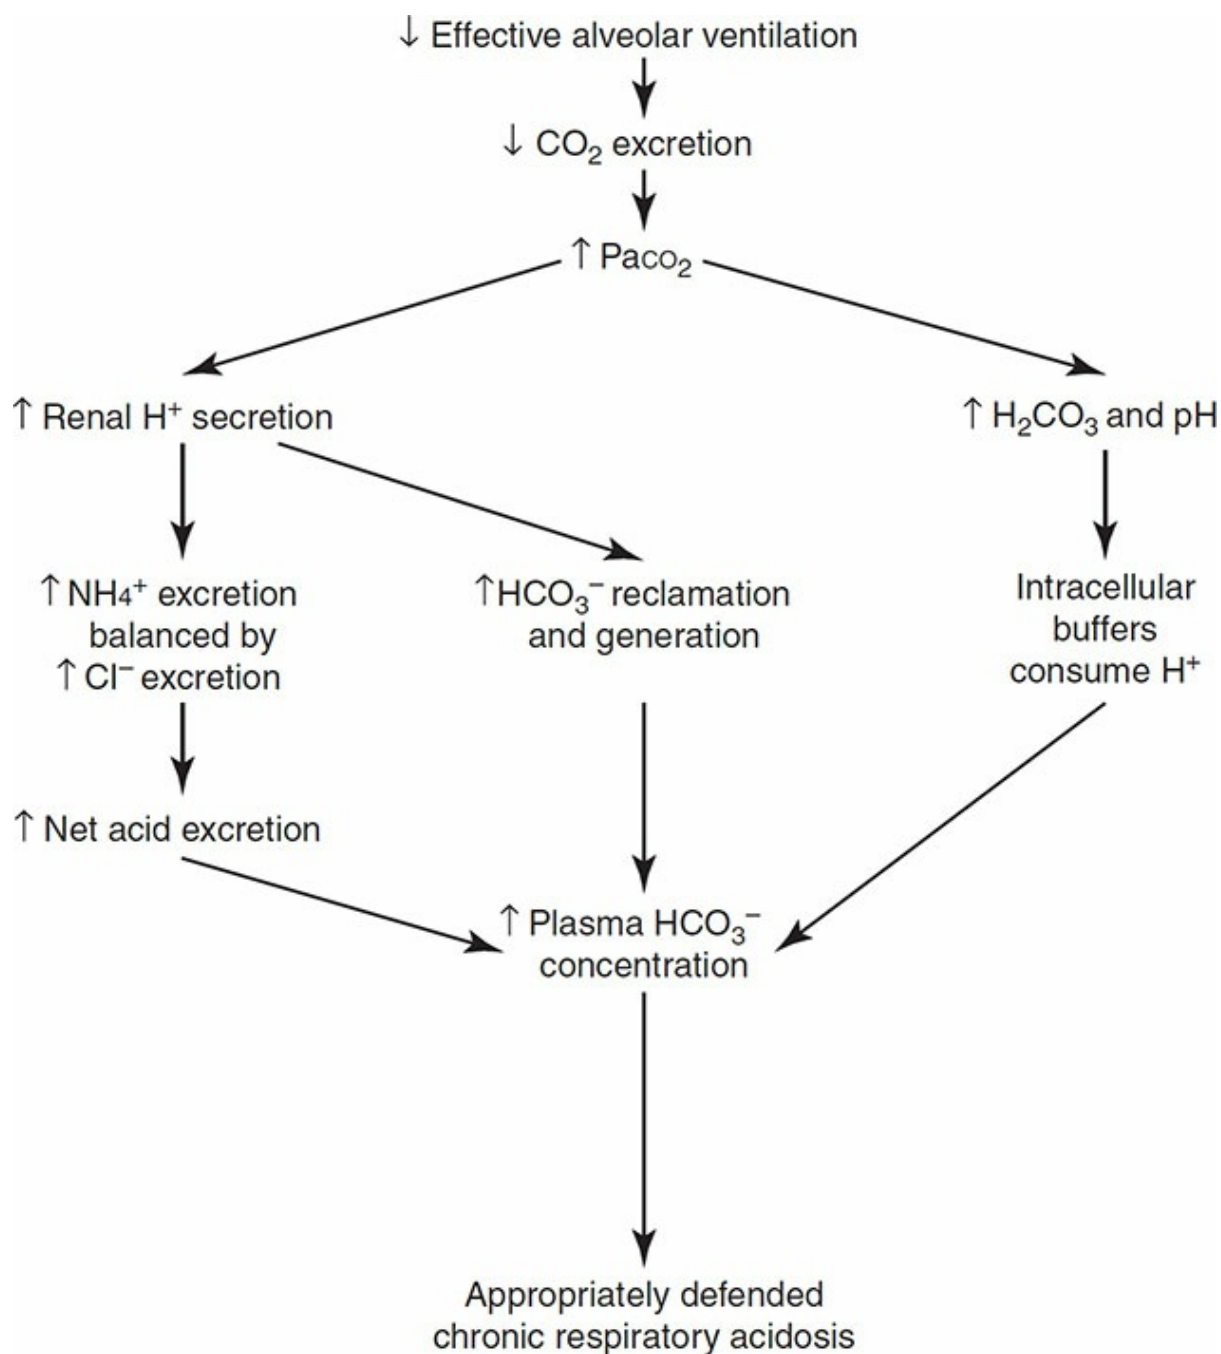 ↓ Effective alveolar ventilation
↓ CO₂ excretion
↑ Paco₂
↑ Renal H⁺ secretion
↑ H₂CO₃ and pH
↑NH₄⁺ excretion
balanced by
↑Cl⁻ excretion
↑HCO₃⁻ reclamation
and generation
Intracellular
buffers
consume H⁺
↑ Net acid excretion
↑ Plasma HCO₃⁻
concentration
Appropriately defended
chronic respiratory acidosis